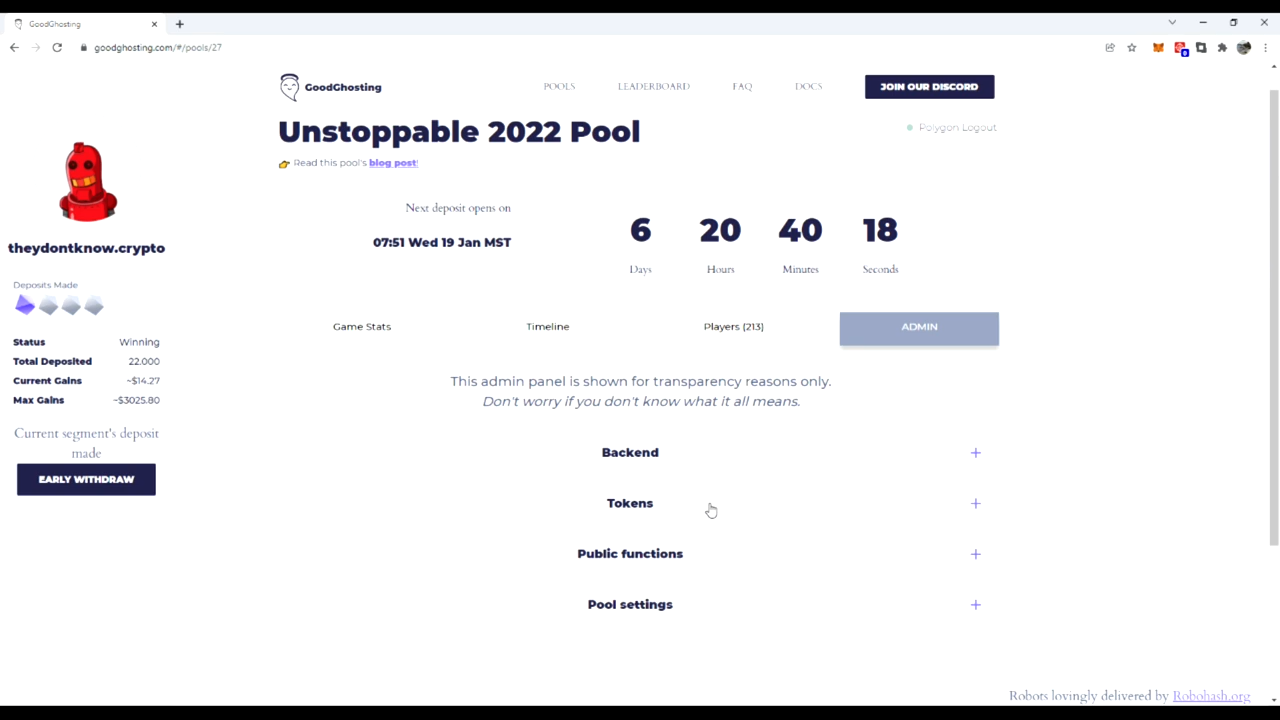 GoodGhosting
goodghosting.com/#/pools/27
GoodGhosting
POOLS
LEADERBOARD
FAQ
DOCS
JOIN OUR DISCORD
Unstoppable 2022 Pool
Polygon Logout
👉 Read this pool's blog post!
theydontknow.crypto
Deposits Made
Status Winning
Total Deposited 22.000
Current Gains ~$14.27
Max Gains ~$3025.80
Current segment's deposit
made
EARLY WITHDRAW
Next deposit opens on
07:51 Wed 19 Jan MST
6 20 40 18
Days Hours Minutes Seconds
Game Stats
Timeline
Players (213)
ADMIN
This admin panel is shown for transparency reasons only.
Don't worry if you don't know what it all means.
Backend +
Tokens +
Public functions +
Pool settings +
Robots lovingly delivered by Robohash.org